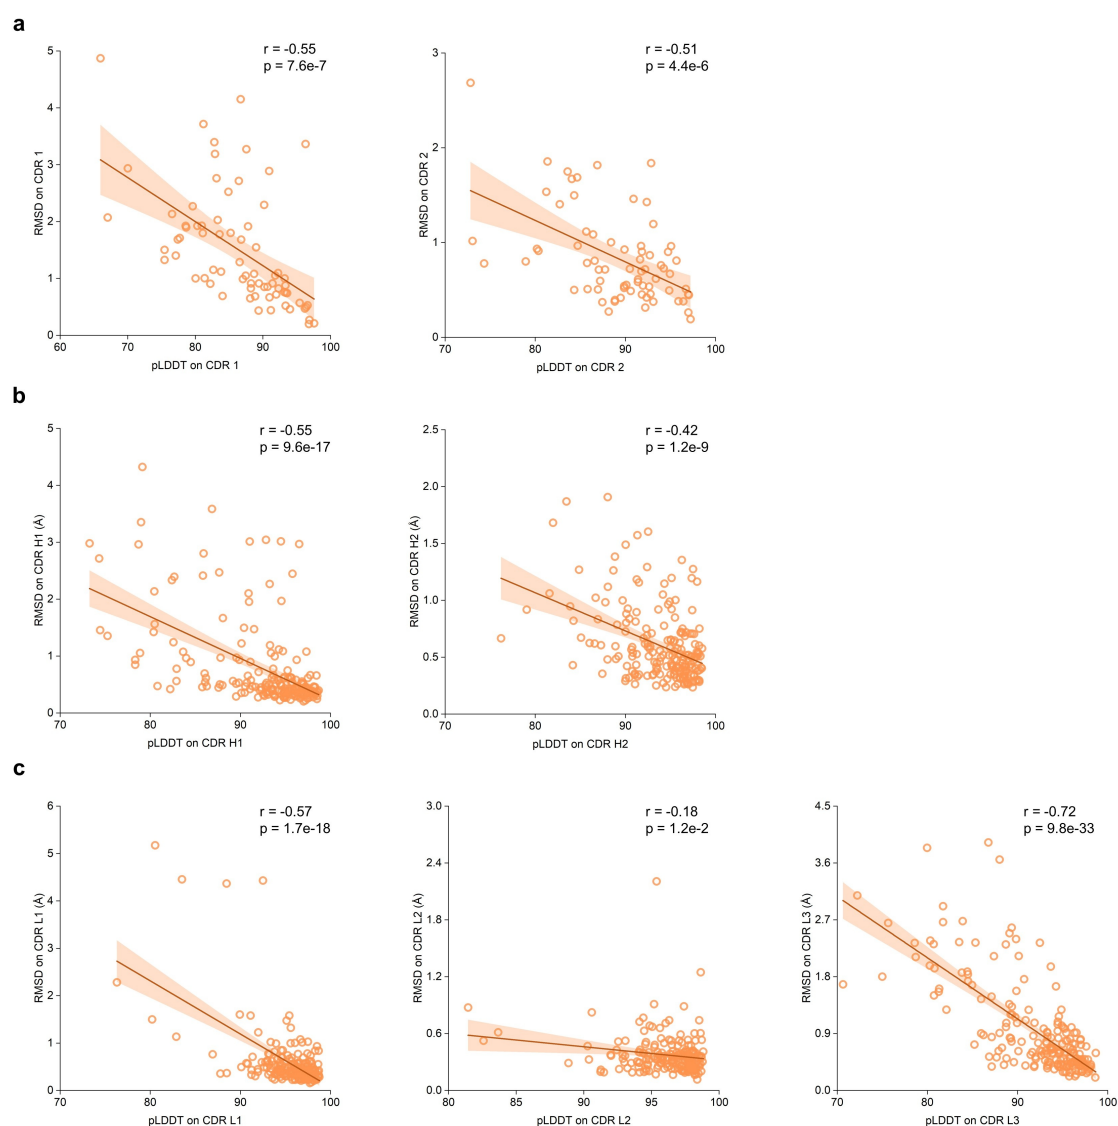 a
r = -0.55
p = 7.6e-7
5
4
3
2
1
0
RMSD on CDR 1
60
70
80
90
100
pLDDT on CDR 1
r = -0.51
p = 4.4e-6
3
2
1
0
RMSD on CDR 2
70
80
90
100
pLDDT on CDR 2
b
r = -0.55
p = 9.6e-17
5
4
3
2
1
0
RMSD on CDR H1 (Å)
70
80
90
100
pLDDT on CDR H1
r = -0.42
p = 1.2e-9
2.5
2.0
1.5
1.0
0.5
0.0
RMSD on CDR H2 (Å)
70
80
90
100
pLDDT on CDR H2
c
r = -0.57
p = 1.7e-18
6
5
4
3
2
1
0
RMSD on CDR L1 (Å)
70
80
90
100
pLDDT on CDR L1
r = -0.18
p = 1.2e-2
3.0
2.4
1.8
1.2
0.6
0.0
RMSD on CDR L2 (Å)
80
85
90
95
100
pLDDT on CDR L2
r = -0.72
p = 9.8e-33
4.5
3.6
2.7
1.8
0.9
0.0
RMSD on CDR L3 (Å)
70
80
90
100
pLDDT on CDR L3